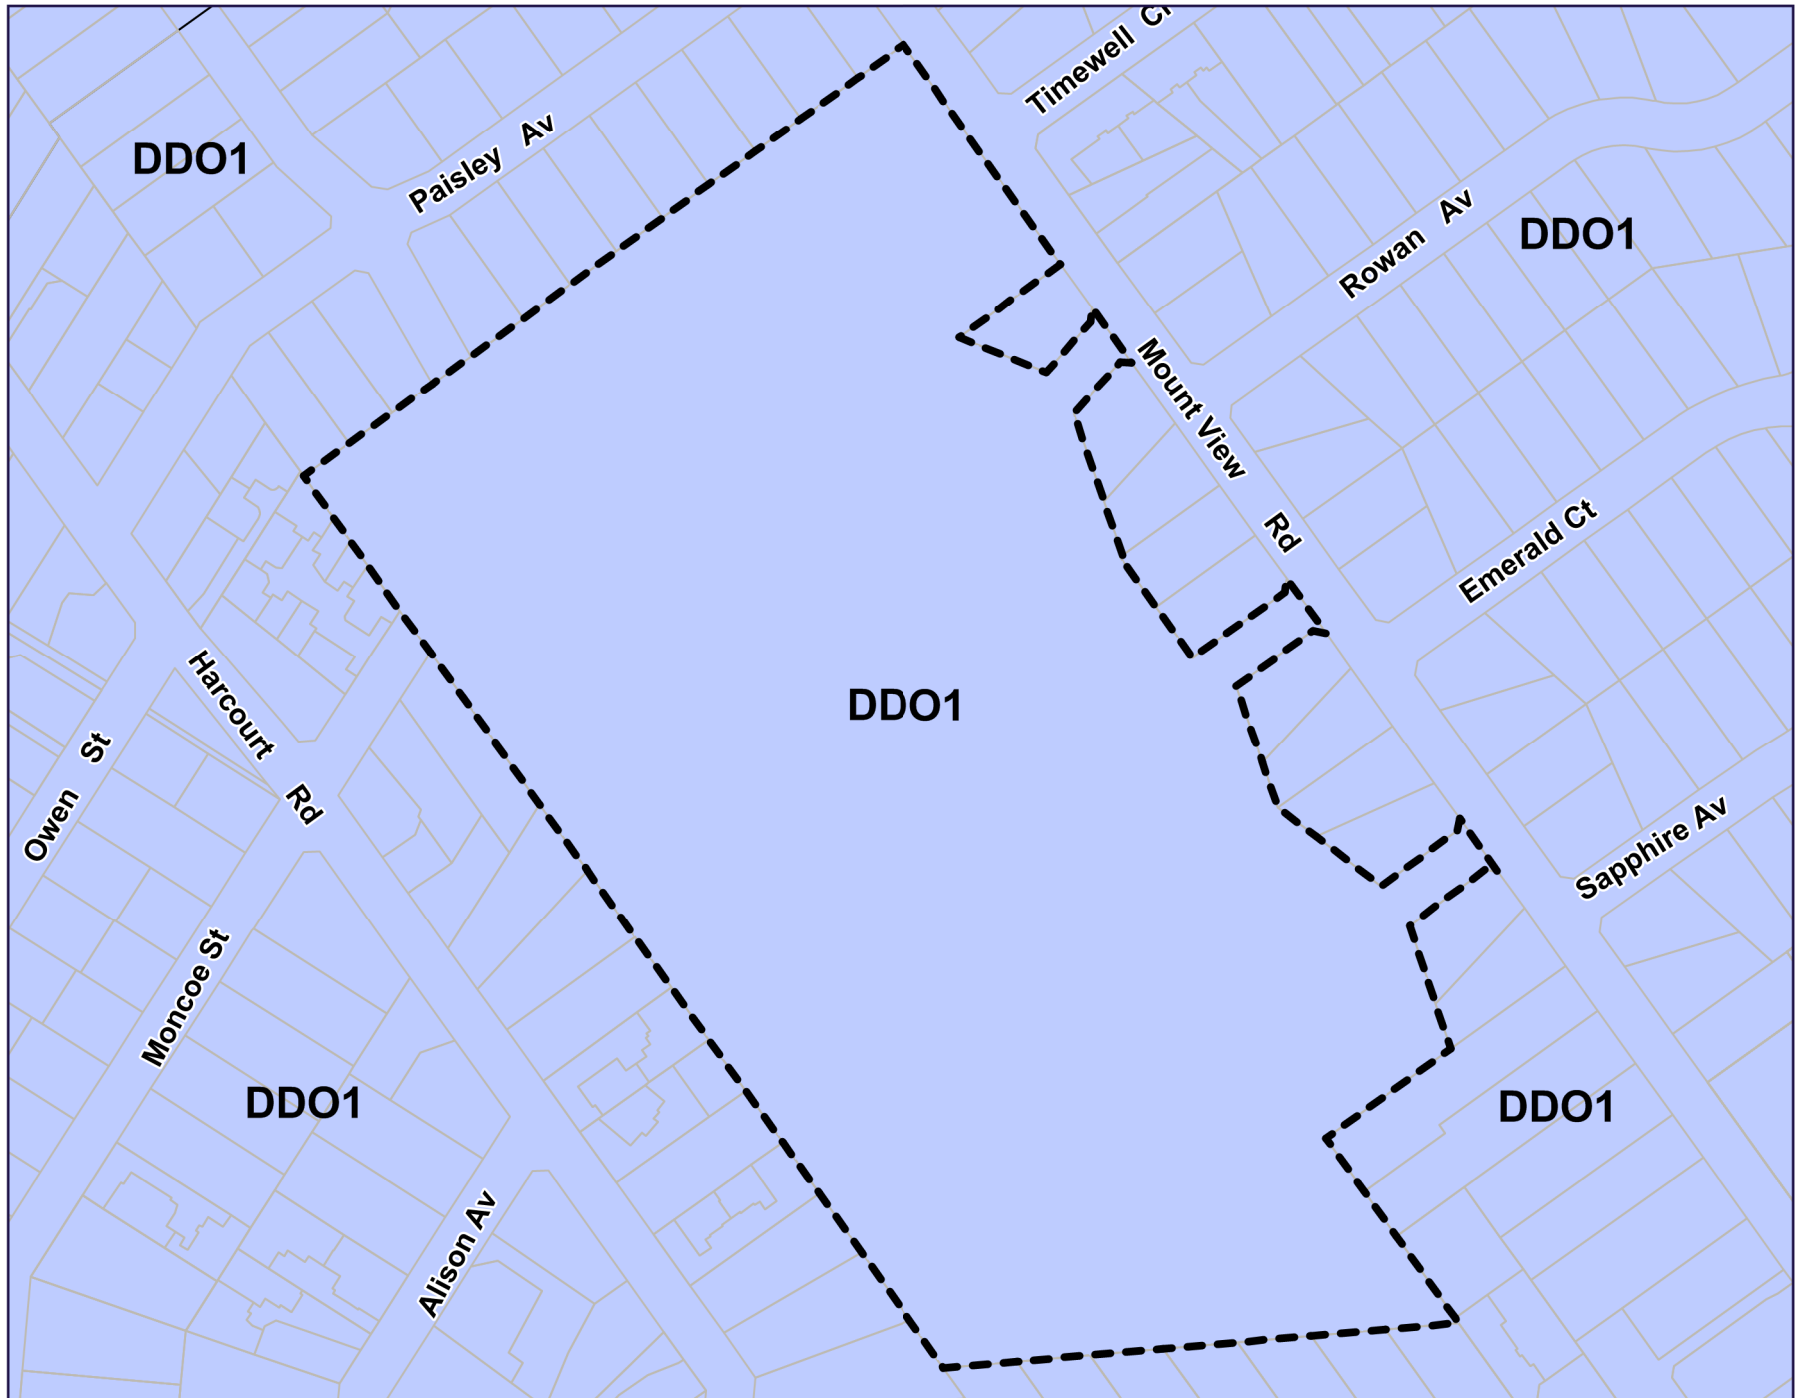 Timewell C
DDO1
Paisley Av
Rowan Av
DDO1
Mount View Rd
Emerald Ct
Harcourt Rd
DDO1
Owen St
Sapphire Av
Moncoe St
DDO1
DDO1
Alison Av